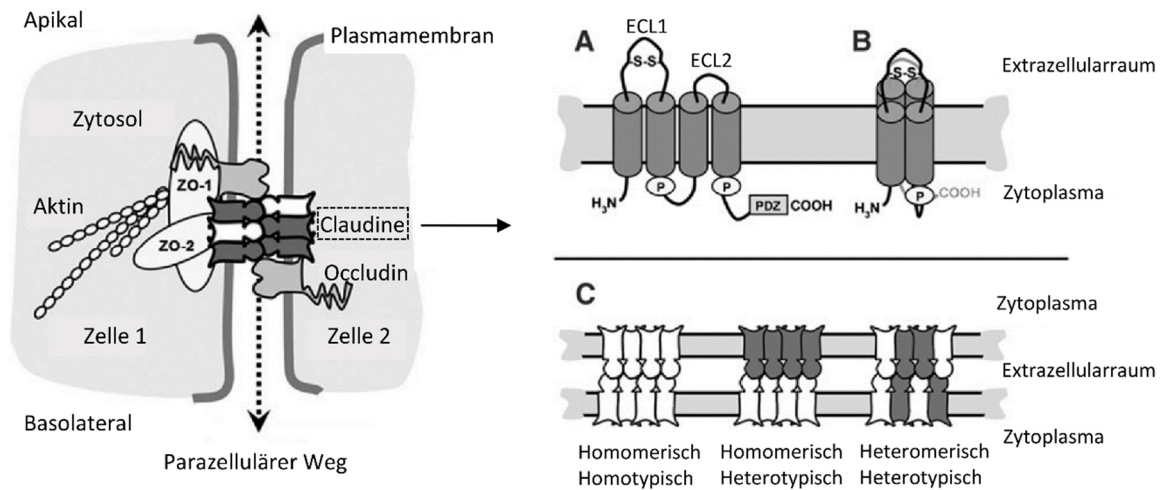 Apikal
Plasmamembran
Zytosol
ZO-1
Aktin
ZO-2
Claudine
Occludin
Zelle 1
Zelle 2
Basolateral
Parazellulärer Weg
A
ECL1
S-S
ECL2
P
P
H₃N
PDZ
COOH
B
S-S
P
COOH
H₃N
Extrazellularraum
Zytoplasma
C
Zytoplasma
Extrazellularraum
Zytoplasma
Homomerisch
Homotypisch
Homomerisch
Heterotypisch
Heteromerisch
Heterotypisch